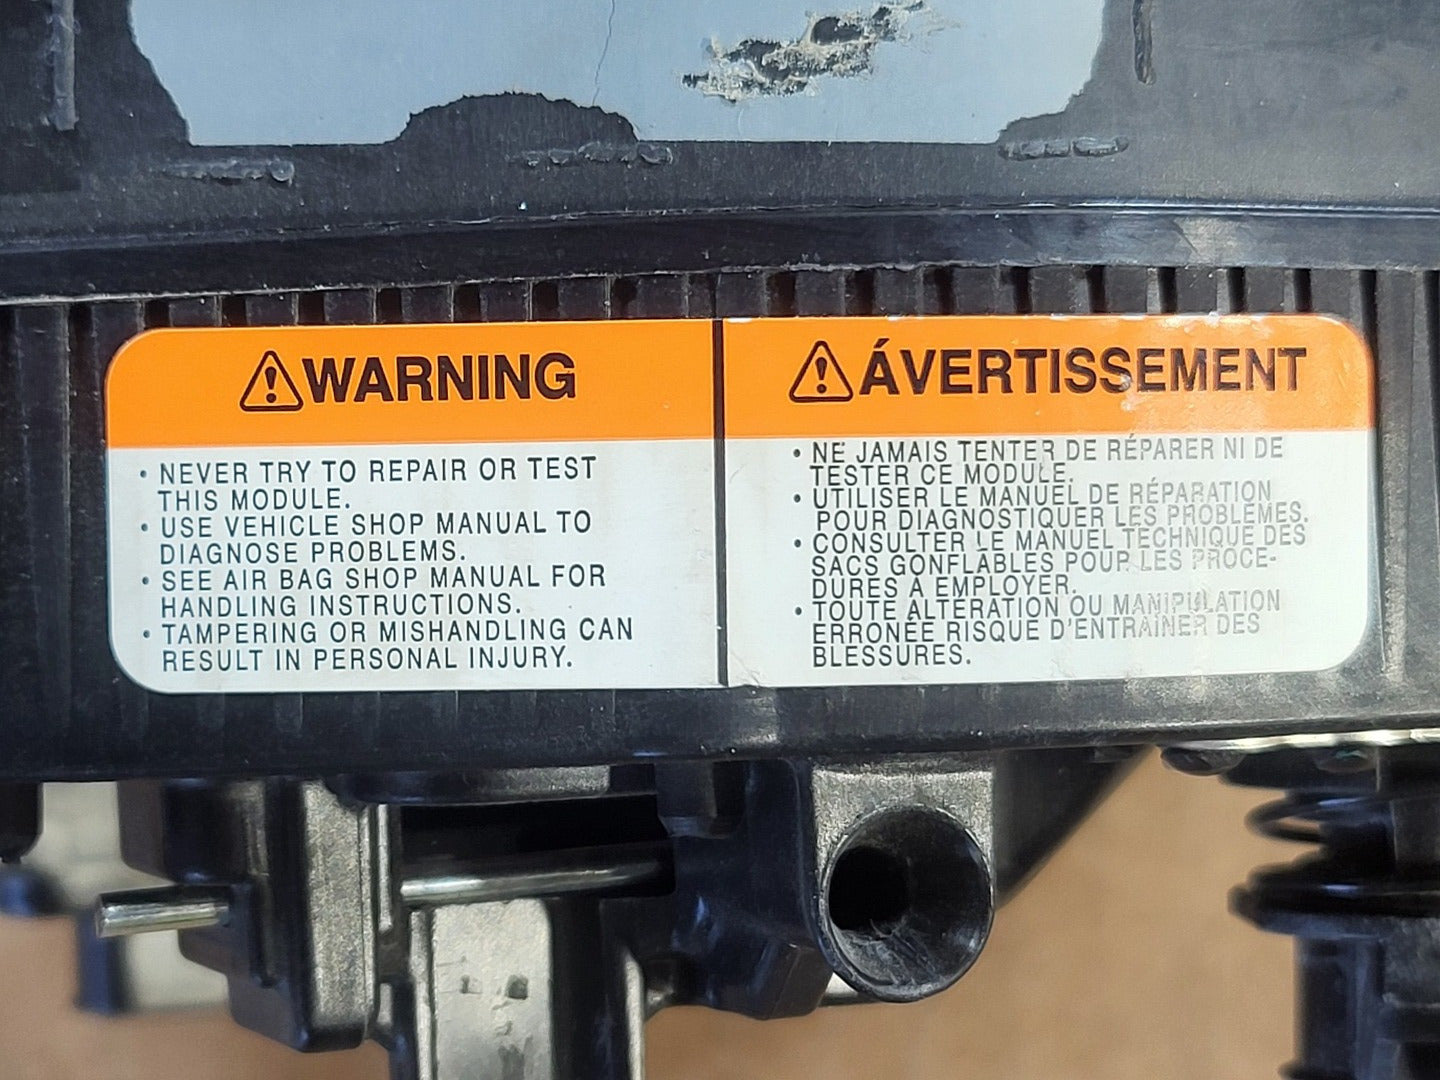 WARNING
• NEVER TRY TO REPAIR OR TEST
THIS MODULE.
• USE VEHICLE SHOP MANUAL TO
DIAGNOSE PROBLEMS.
• SEE AIR BAG SHOP MANUAL FOR
HANDLING INSTRUCTIONS.
• TAMPERING OR MISHANDLING CAN
RESULT IN PERSONAL INJURY.
ÁVERTISSEMENT
• NE JAMAIS TENTER DE RÉPARER NI DE
TESTER CE MODULE.
• UTILISER LE MANUEL DE RÉPARATION
POUR DIAGNOSTIQUER LES PROBLÈMES.
• CONSULTER LE MANUEL TECHNIQUE DES
SACS GONFLABLES POUR LES PROCE-
DURES A EMPLOYER.
• TOUTE ALTERATION OU MANIPULATION
ERRONÉE RISQUE D'ENTRAINER DES
BLESSURES.